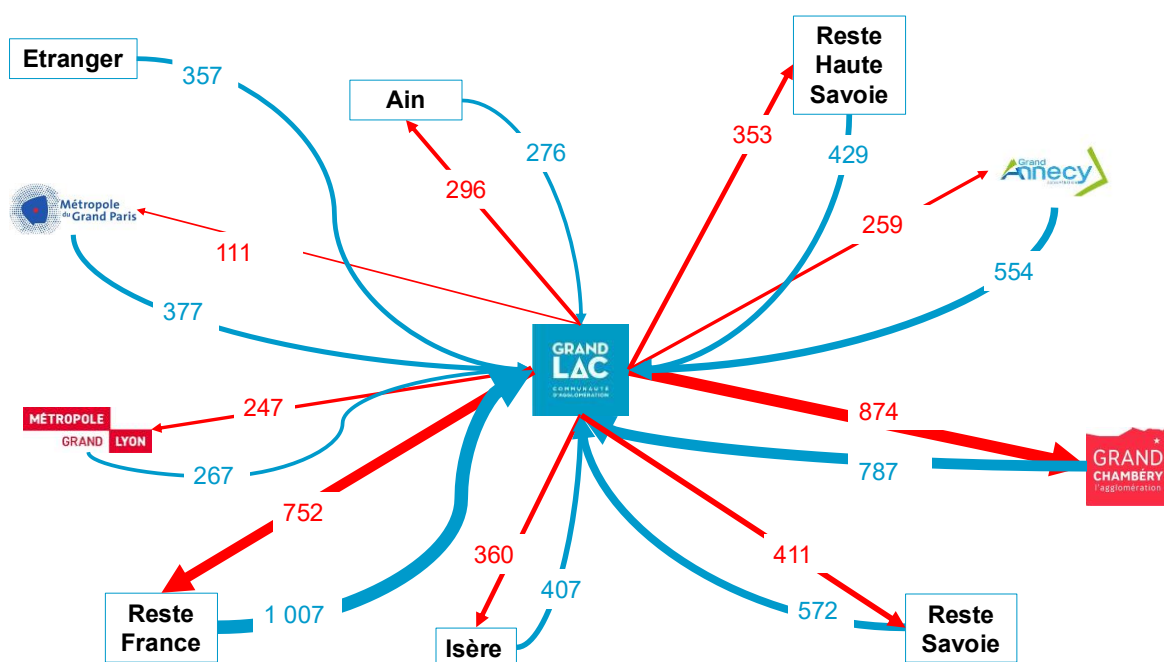 Etranger
357
Ain
276
296
Reste
Haute
Savoie
353
429
Grand
Annecy
259
554
Métropole
du Grand Paris
111
377
GRAND
LAC
COMMUNAUTÉ
D'AGGLOMÉRATION
MÉTROPOLE
GRAND LYON
247
267
874
787
GRAND
CHAMBÉRY
l'agglomération
752
Reste
France
1 007
360
407
Isère
411
572
Reste
Savoie